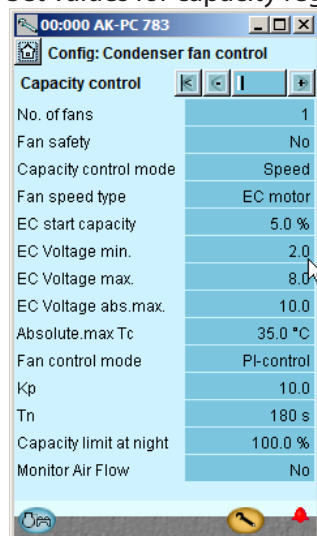 Set values for capacity reg
00:000 AK-PC 783
Config: Condenser fan control
Capacity control
No. of fans 1
Fan safety No
Capacity control mode Speed
Fan speed type EC motor
EC start capacity 5.0 %
EC Voltage min. 2.0
EC Voltage max. 8.0
EC Voltage abs.max. 10.0
Absolute.max Tc 35.0 °C
Fan control mode PI-control
Kp 10.0
Tn 180 s
Capacity limit at night 100.0 %
Monitor Air Flow No